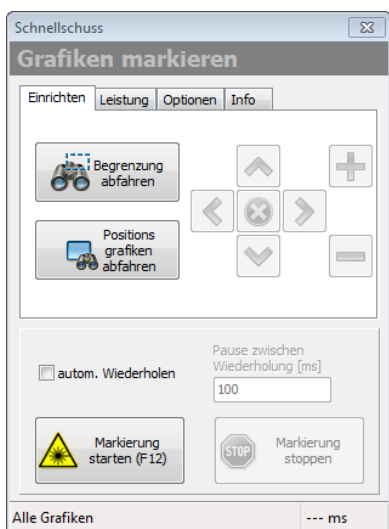 Schnellschuss
Grafiken markieren
Einrichten
Leistung
Optionen
Info
Begrenzung
abfahren
Positions
grafiken
abfahren
autom. Wiederholen
Pause zwischen
Wiederholung [ms]
100
Markierung
starten (F12)
STOP
Markierung
stoppen
Alle Grafiken
--- ms